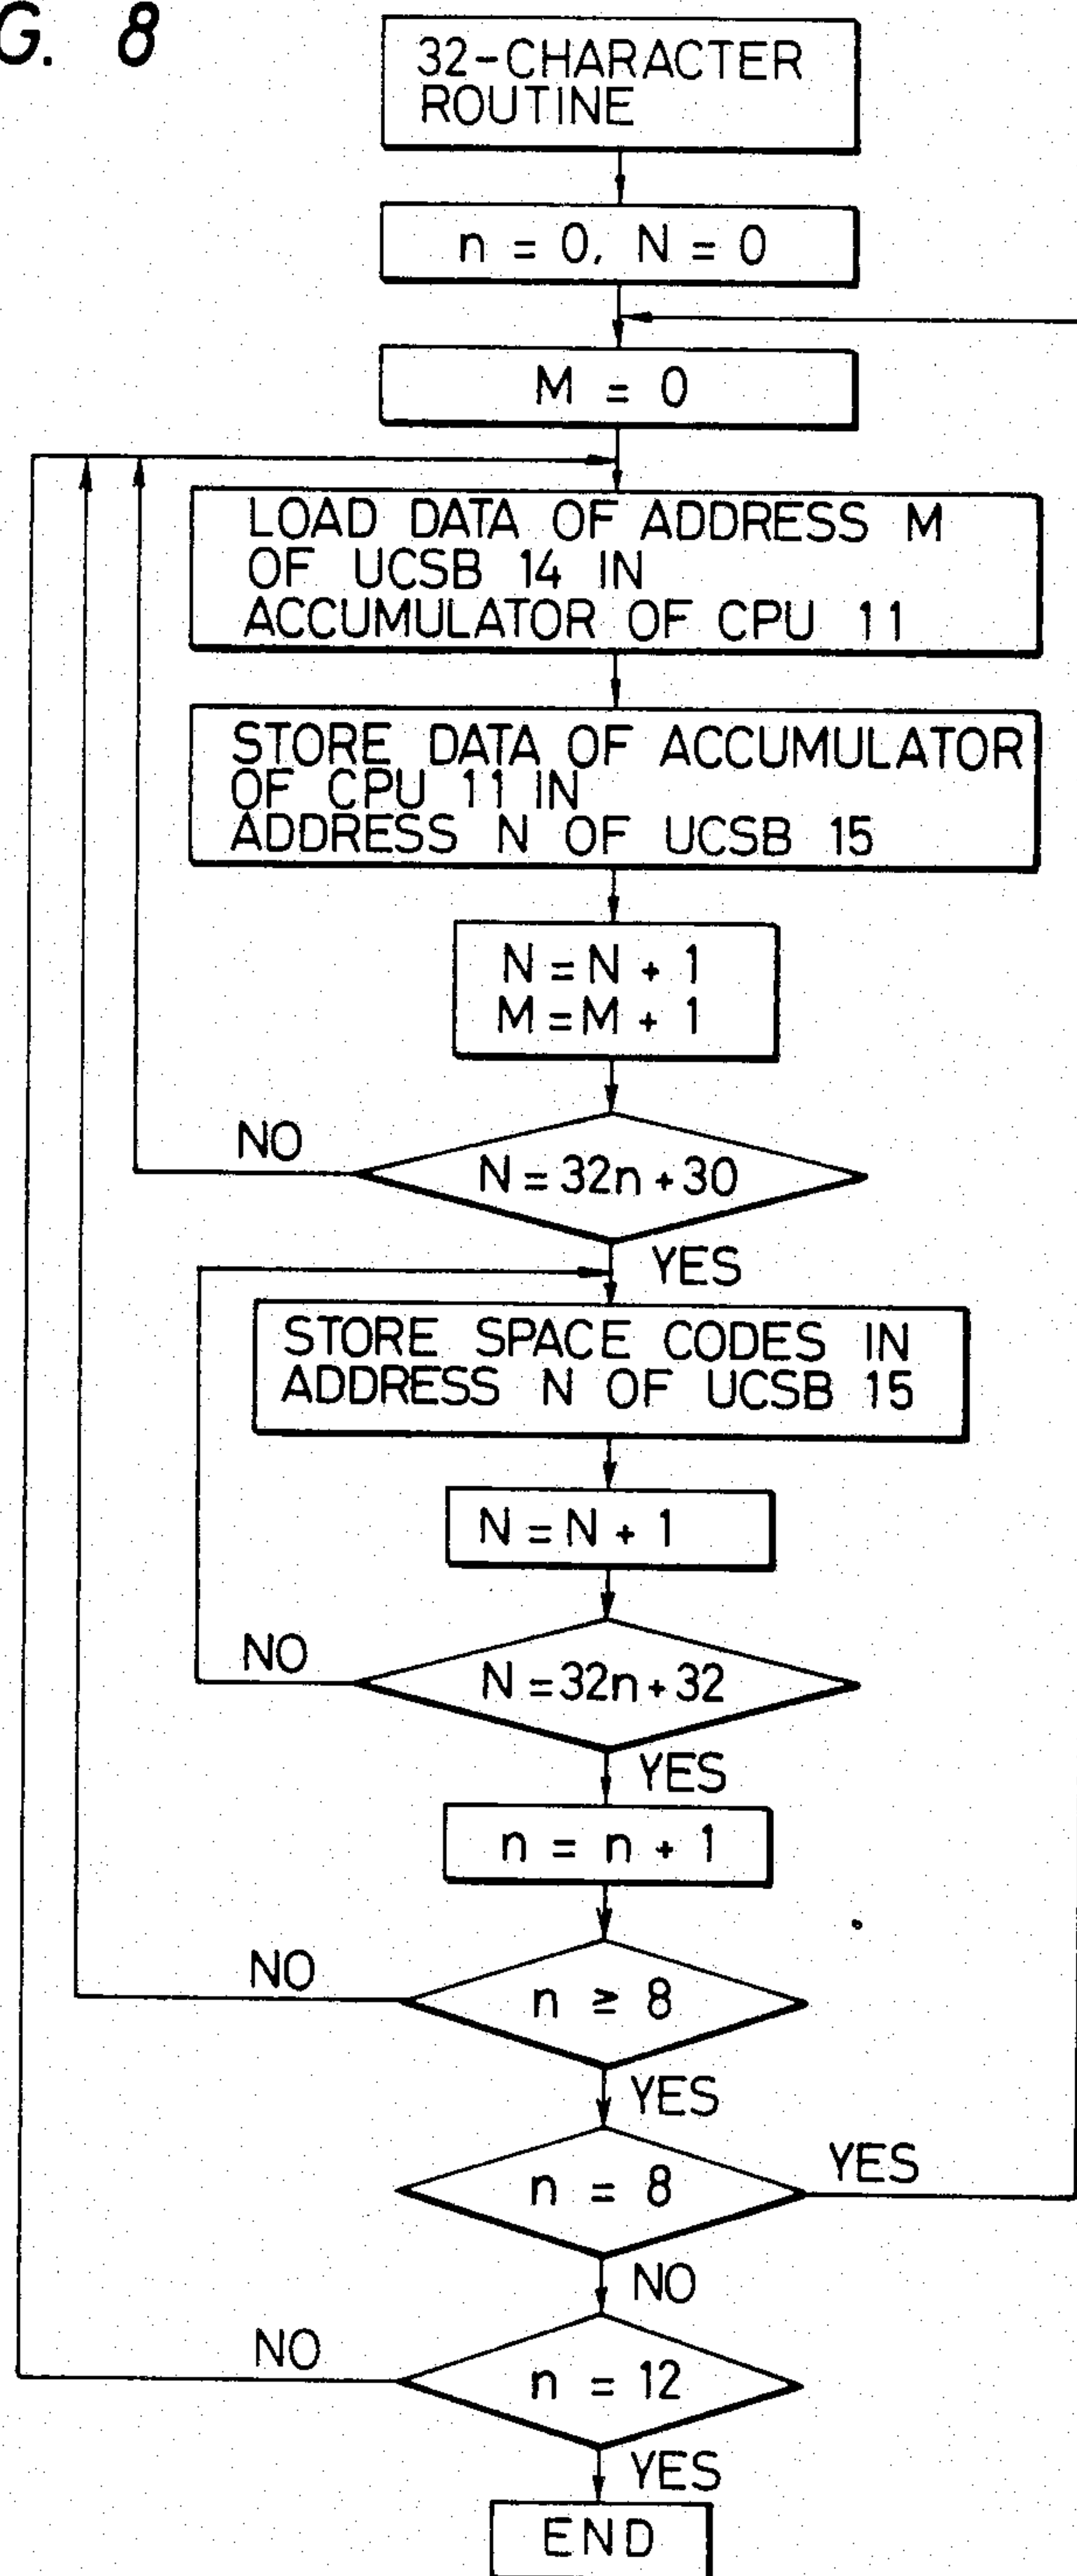 G. 8
32-CHARACTER
ROUTINE
n = 0, N = 0
M = 0
LOAD DATA OF ADDRESS M
OF UCSB 14 IN
ACCUMULATOR OF CPU 11
STORE DATA OF ACCUMULATOR
OF CPU 11 IN
ADDRESS N OF UCSB 15
N = N + 1
M = M + 1
NO
N = 32n + 30
YES
STORE SPACE CODES IN
ADDRESS N OF UCSB 15
N = N + 1
NO
N = 32n + 32
YES
n = n + 1
NO
n ≥ 8
YES
n = 8
YES
NO
NO
n = 12
YES
END